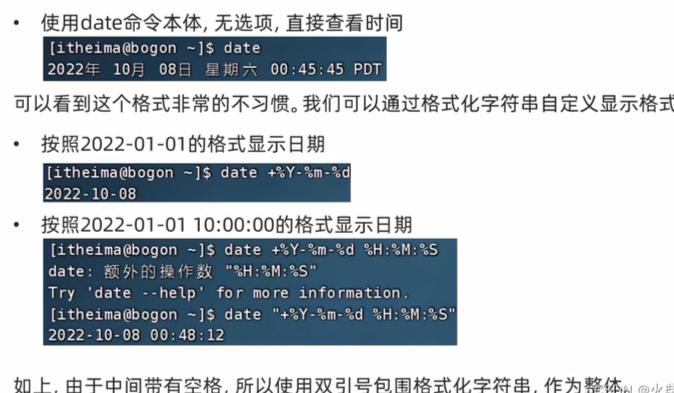 • 使用date命令本体，无选项，直接查看时间
[itheima@bogon ~]$ date
2022年 10月 08日 星期六 00:45:45 PDT
可以看到这个格式非常的不习惯。我们可以通过格式化字符串自定义显示格式
• 按照2022-01-01的格式显示日期
[itheima@bogon ~]$ date +%Y-%m-%d
2022-10-08
• 按照2022-01-01 10:00:00的格式显示日期
[itheima@bogon ~]$ date +%Y-%m-%d %H:%M:%S
date: 额外的操作数 "%H:%M:%S"
Try 'date --help' for more information.
[itheima@bogon ~]$ date "+%Y-%m-%d %H:%M:%S"
2022-10-08 00:48:12
如上，由于中间带有空格，所以使用双引号包围格式化字符串，作为整体